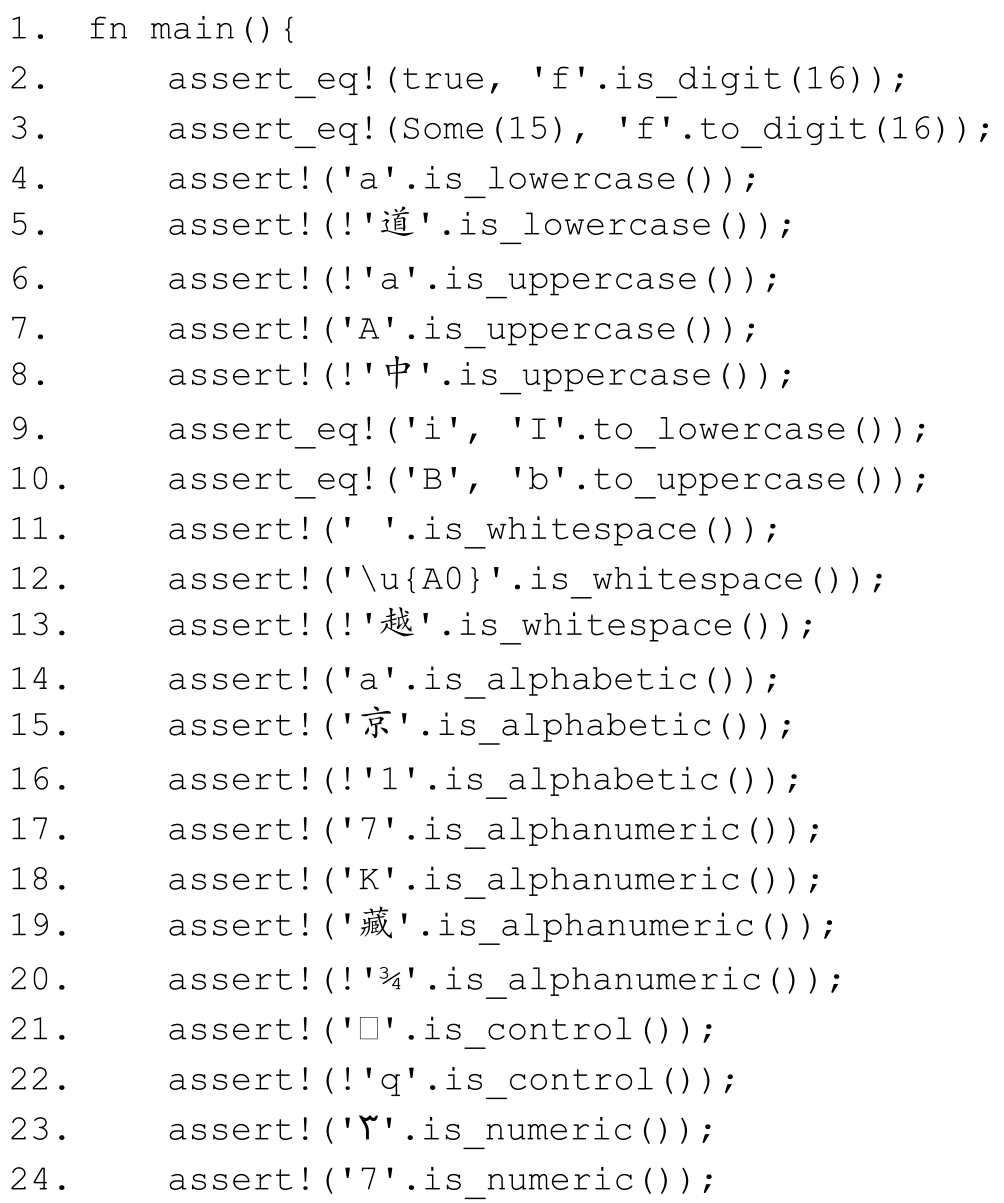 1. fn main(){
2. assert_eq!(true, 'f'.is_digit(16));
3. assert_eq!(Some(15), 'f'.to_digit(16));
4. assert!('a'.is_lowercase());
5. assert!(!'道'.is_lowercase());
6. assert!(!'a'.is_uppercase());
7. assert!('A'.is_uppercase());
8. assert!(!'中'.is_uppercase());
9. assert_eq!('i', 'I'.to_lowercase());
10. assert_eq!('B', 'b'.to_uppercase());
11. assert!(' '.is_whitespace());
12. assert!('\u{A0}'.is_whitespace());
13. assert!(!'越'.is_whitespace());
14. assert!('a'.is_alphabetic());
15. assert!('京'.is_alphabetic());
16. assert!(!'1'.is_alphabetic());
17. assert!('7'.is_alphanumeric());
18. assert!('K'.is_alphanumeric());
19. assert!('藏'.is_alphanumeric());
20. assert!(!'¾'.is_alphanumeric());
21. assert!('□'.is_control());
22. assert!(!'q'.is_control());
23. assert!('٣'.is_numeric());
24. assert!('7'.is_numeric());